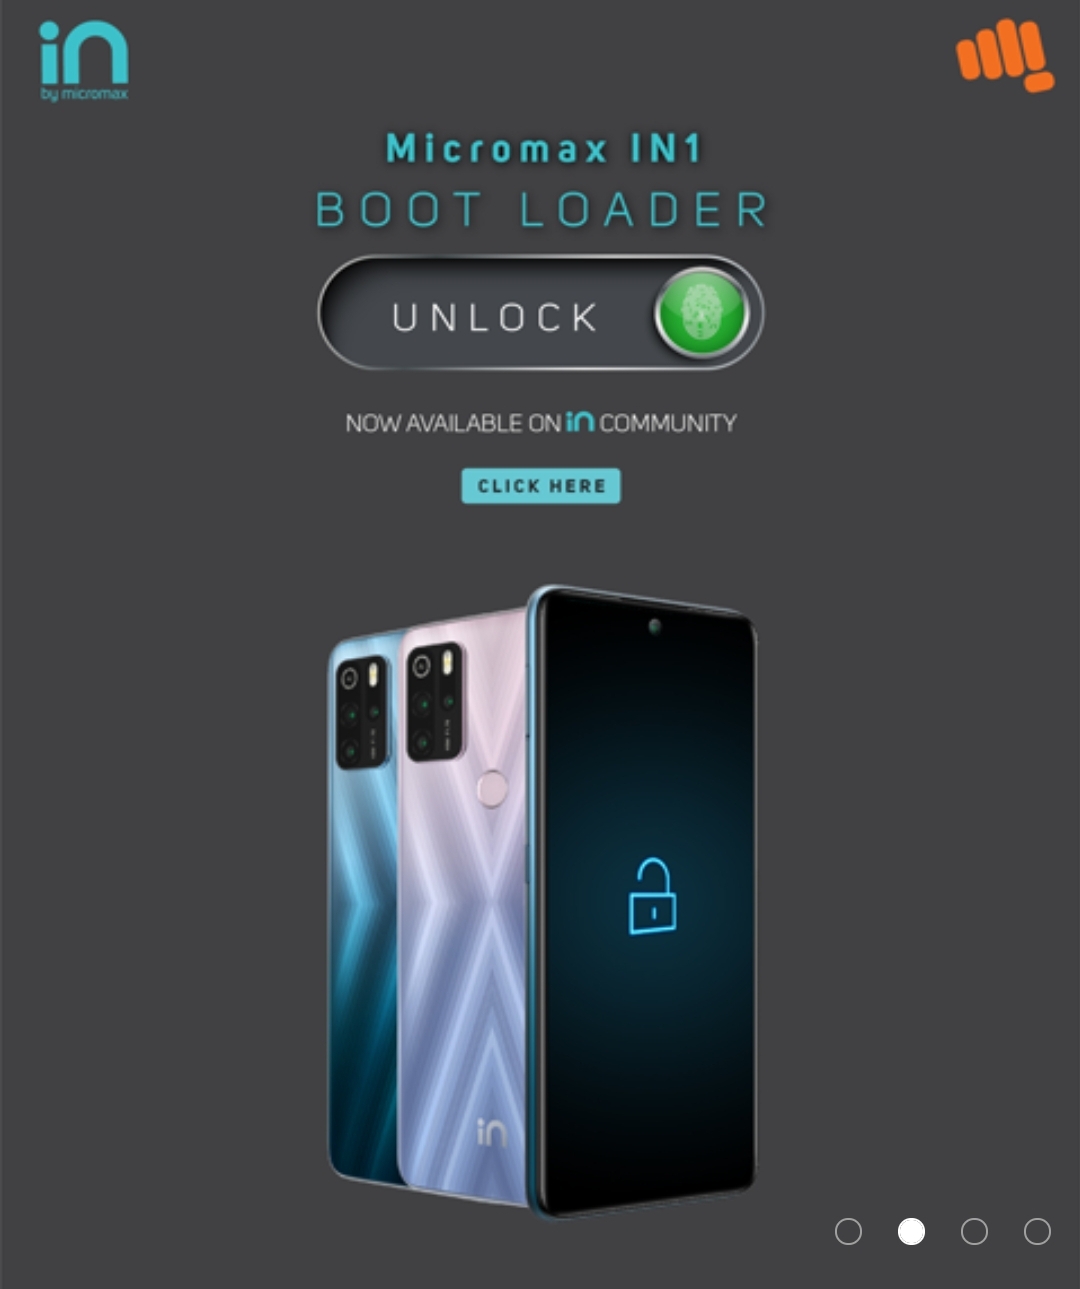 in
by micromax
Micromax IN1
BOOT LOADER
UNLOCK
NOW AVAILABLE ON in COMMUNITY
CLICK HERE
in